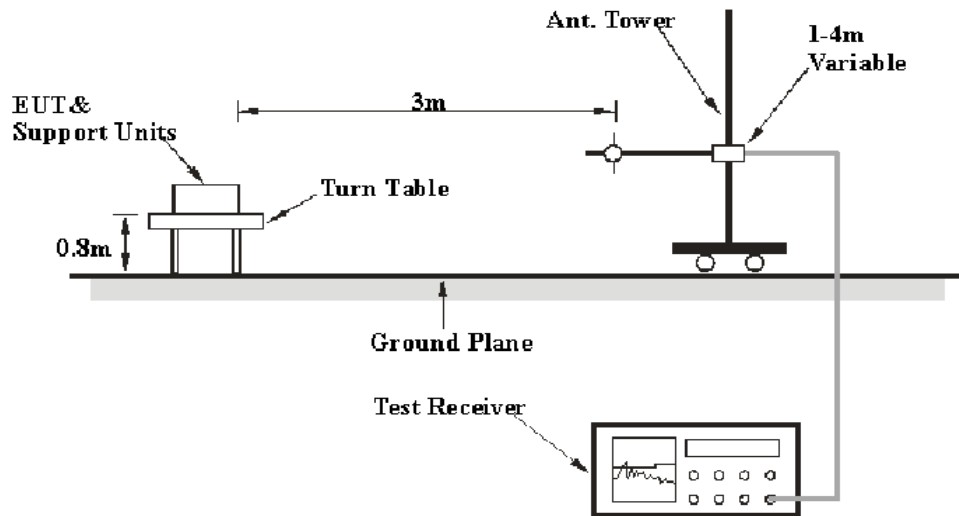 Ant. Tower
1-4m
Variable
EUT&
Support Units
3m
Turn Table
0.8m
Ground Plane
Test Receiver